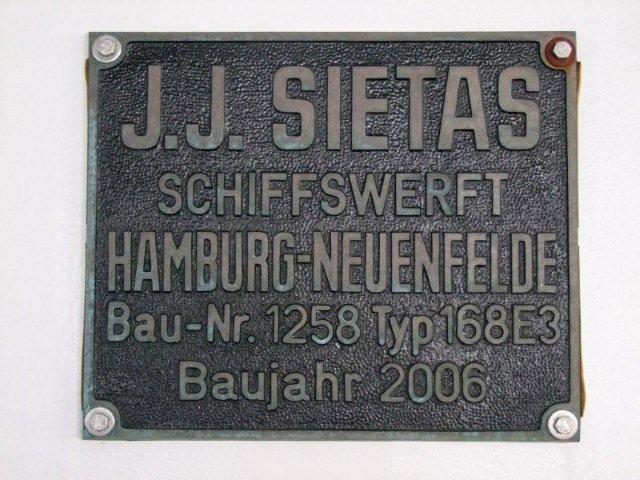 J.J. SIETAS
SCHIFFSWERFT
HAMBURG-NEUENFELDE
Bau-Nr. 1258 Typ 168E3
Baujahr 2006